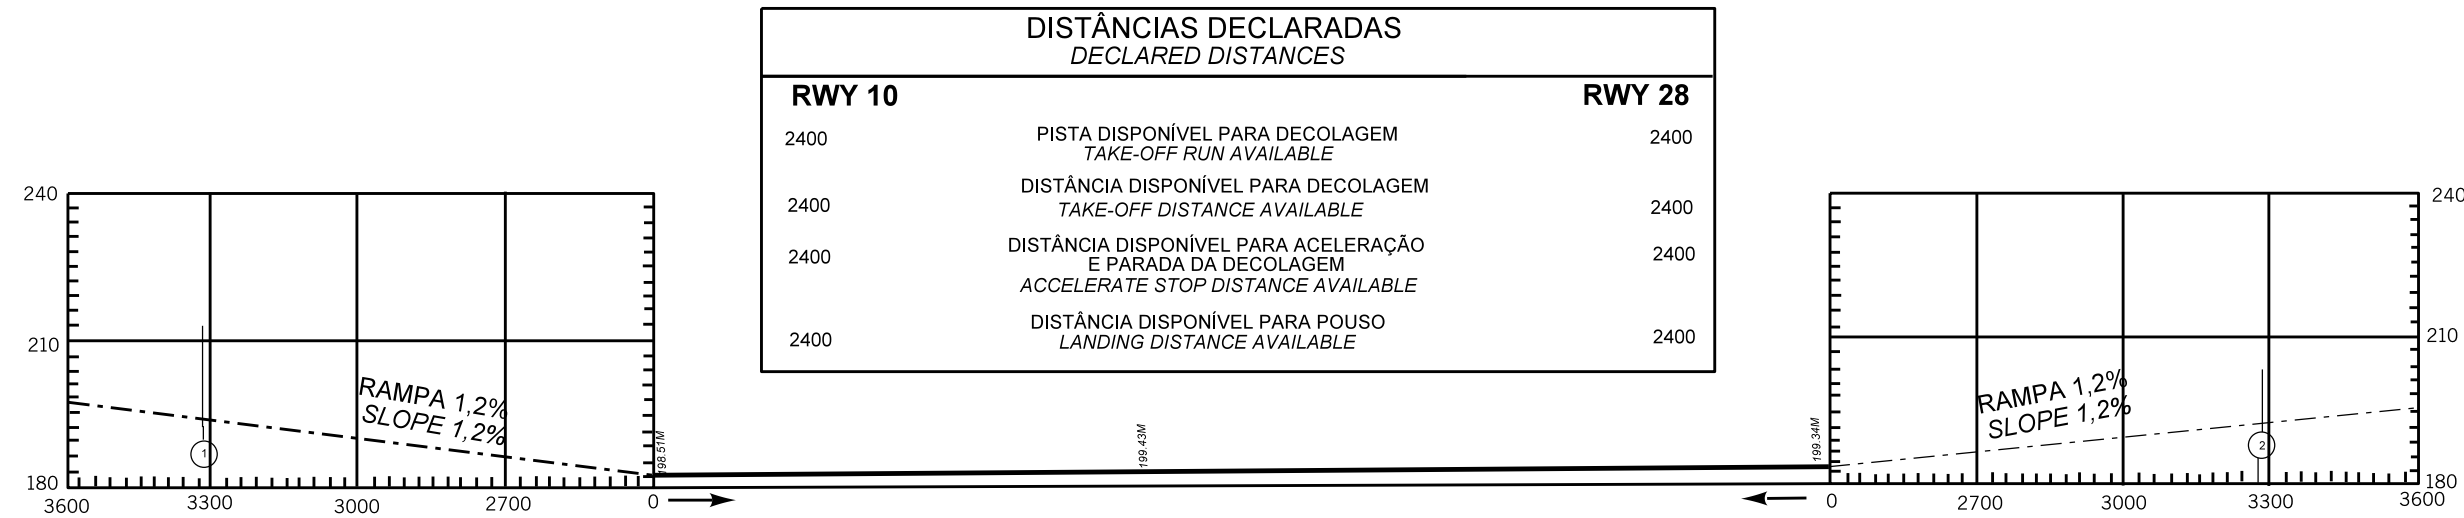 DISTÂNCIAS DECLARADAS
DECLARED DISTANCES
RWY 10 RWY 28
2400 PISTA DISPONÍVEL PARA DECOLAGEM 2400
TAKE-OFF RUN AVAILABLE
DISTÂNCIA DISPONÍVEL PARA DECOLAGEM
2400 TAKE-OFF DISTANCE AVAILABLE 2400
DISTÂNCIA DISPONÍVEL PARA ACELERAÇÃO
2400 E PARADA DA DECOLAGEM 2400
ACCELERATE STOP DISTANCE AVAILABLE
DISTÂNCIA DISPONÍVEL PARA POUSO
2400 LANDING DISTANCE AVAILABLE 2400
240
210
180
RAMPA 1,2%
SLOPE 1,2%
1
3600 3300 3000 2700 0
198.51M
199.43M
199.34M
240
210
180
RAMPA 1,2%
SLOPE 1,2%
2
0 2700 3000 3300 3600